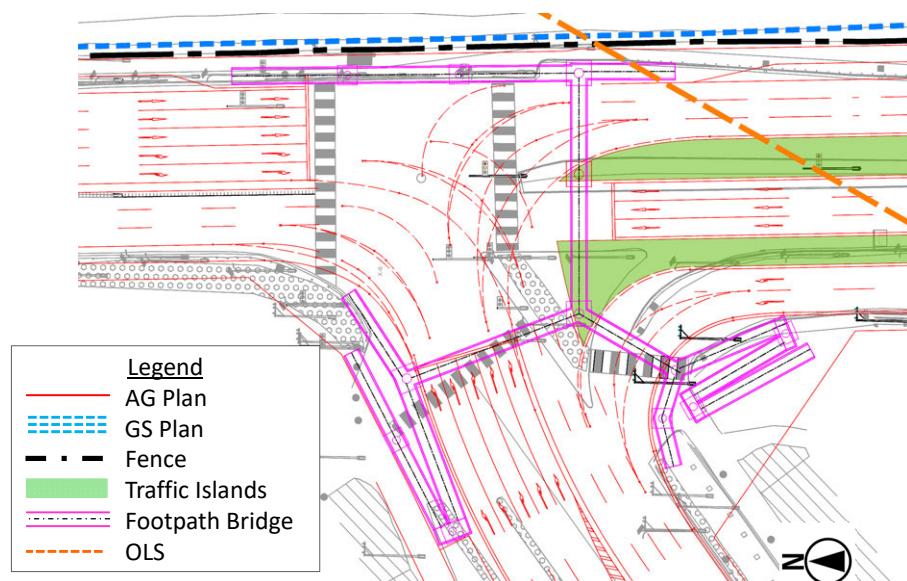 Legend
AG Plan
GS Plan
Fence
Traffic Islands
Footpath Bridge
OLS
N